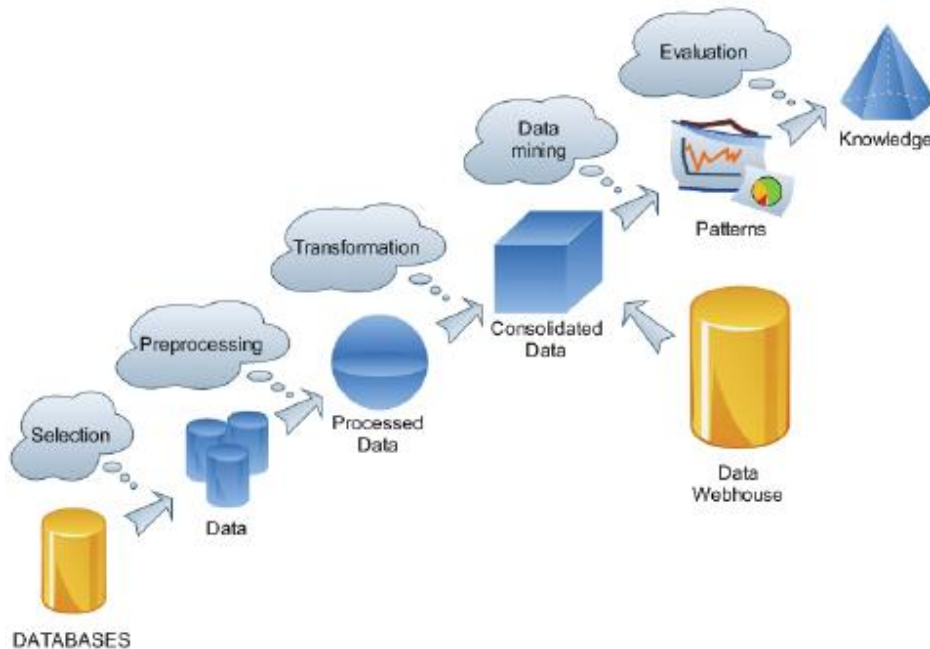 Evaluation
Knowledge
Data
mining
Patterns
Transformation
Consolidated
Data
Preprocessing
Processed
Data
Data
Webhouse
Selection
Data
DATABASES